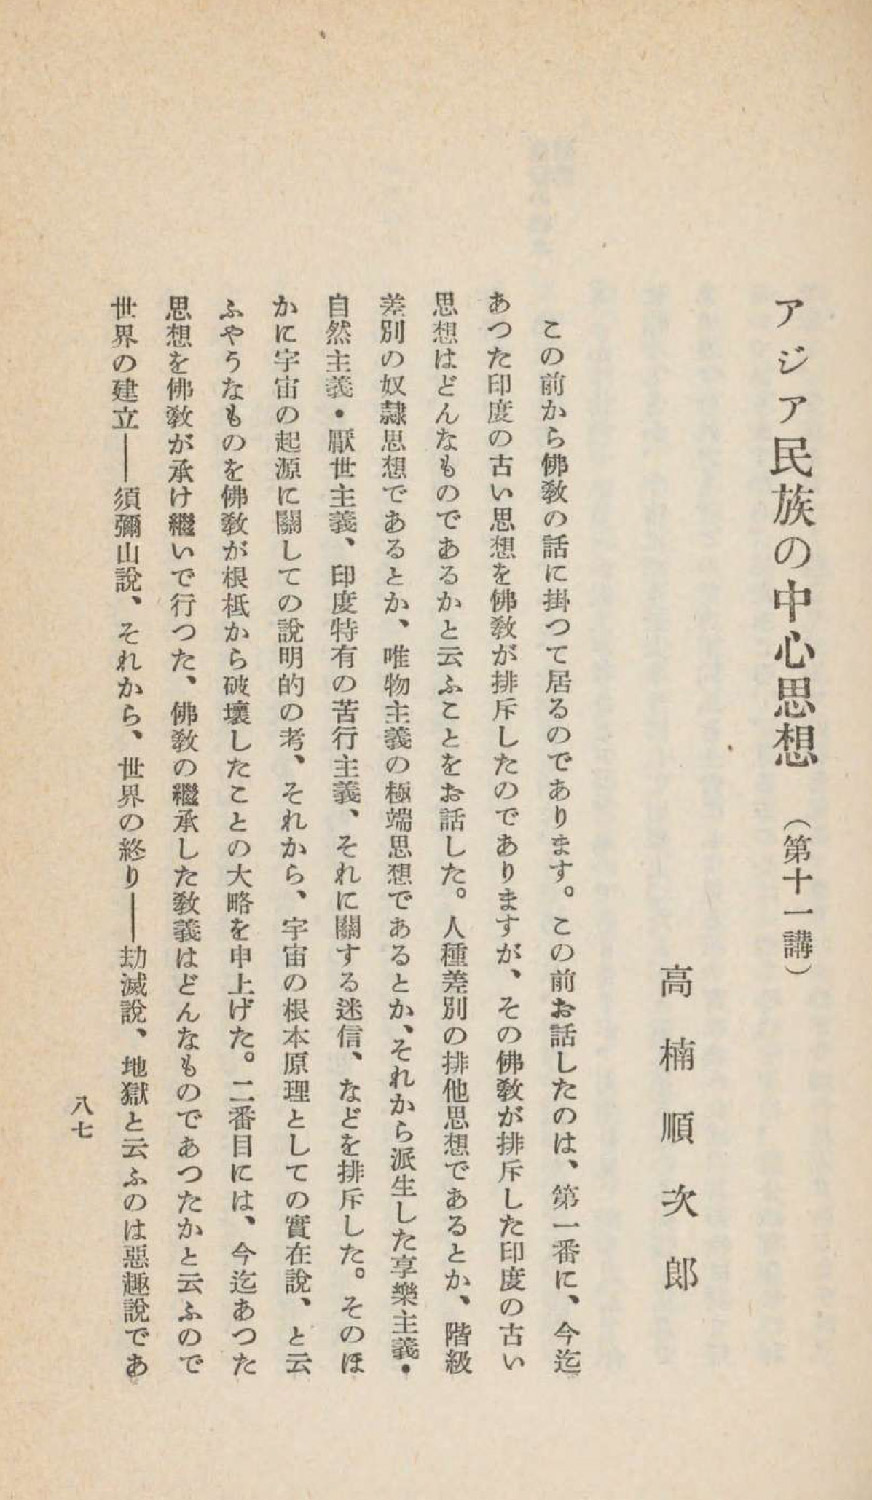 アジア民族の中心思想（第十一講）
高楠順次郎
この前から佛敎の話に掛つて居るのであります。この前お話したのは、第一番に、今迄
あつた印度の古い思想を佛敎が排斥したのでありますが、その佛敎が排斥した印度の古い
思想はどんなものであるかと云ふことをお話した。人種差別の排他思想であるとか、階級
差別の奴隷思想であるとか、唯物主義の極端思想であるとか、それから派生した享樂主義・
自然主義・厭世主義、印度特有の苦行主義、それに關する迷信、などを排斥した。そのほ
かに宇宙の起源に關しての說明的の考、それから、宇宙の根本原理としての實在說、と云
ふやうなものを佛敎が根柢から破壞したことの大略を申上げた。二番目には、今迄あつた
思想を佛敎が承け繼いで行つた、佛敎の繼承した敎義はどんなものであつたかと云ふので
世界の建立――須彌山說、それから、世界の終り――劫滅說、地獄と云ふのは惡趣說であ
八七